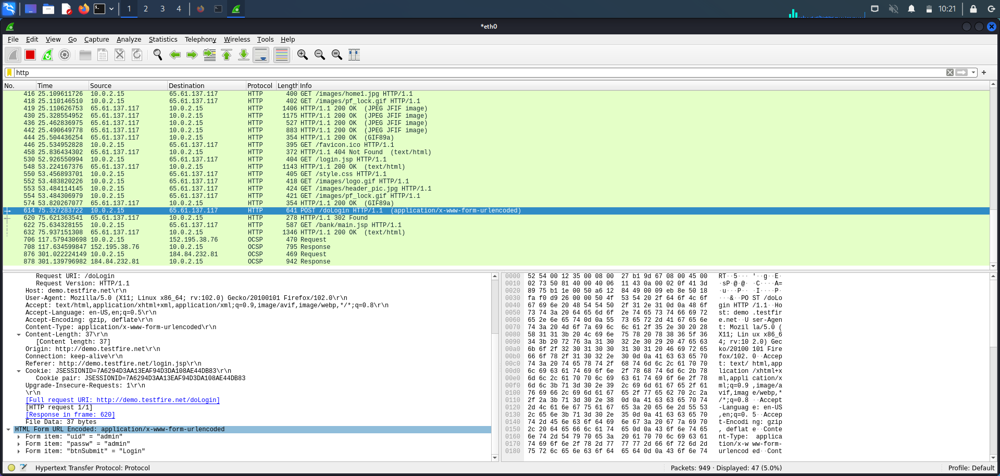 1 2 3 4 10:21
*eth0
File Edit View Go Capture Analyze Statistics Telephony Wireless Tools Help
http
No. Time Source Destination Protocol Length Info
416 25.109611726 10.0.2.15 65.61.137.117 HTTP 400 GET /images/home1.jpg HTTP/1.1
418 25.110146510 10.0.2.15 65.61.137.117 HTTP 402 GET /images/pf_lock.gif HTTP/1.1
419 25.110626753 65.61.137.117 10.0.2.15 HTTP 1406 HTTP/1.1 200 OK (JPEG JFIF image)
430 25.328554952 65.61.137.117 10.0.2.15 HTTP 1175 HTTP/1.1 200 OK (JPEG JFIF image)
436 25.462836975 65.61.137.117 10.0.2.15 HTTP 527 HTTP/1.1 200 OK (JPEG JFIF image)
442 25.490649778 65.61.137.117 10.0.2.15 HTTP 883 HTTP/1.1 200 OK (JPEG JFIF image)
444 25.504436254 65.61.137.117 10.0.2.15 HTTP 354 HTTP/1.1 200 OK (GIF89a)
446 25.534952828 10.0.2.15 65.61.137.117 HTTP 395 GET /favicon.ico HTTP/1.1
458 25.836434302 65.61.137.117 10.0.2.15 HTTP 372 HTTP/1.1 404 Not Found (text/html)
530 52.926550994 10.0.2.15 65.61.137.117 HTTP 404 GET /login.jsp HTTP/1.1
548 53.224167376 65.61.137.117 10.0.2.15 HTTP 1143 HTTP/1.1 200 OK (text/html)
550 53.456893701 10.0.2.15 65.61.137.117 HTTP 405 GET /style.css HTTP/1.1
552 53.483820226 10.0.2.15 65.61.137.117 HTTP 418 GET /images/logo.gif HTTP/1.1
553 53.484114145 10.0.2.15 65.61.137.117 HTTP 424 GET /images/header_pic.jpg HTTP/1.1
554 53.484306979 10.0.2.15 65.61.137.117 HTTP 421 GET /images/pf_lock.gif HTTP/1.1
574 53.820267077 65.61.137.117 10.0.2.15 HTTP 354 HTTP/1.1 200 OK (GIF89a)
614 75.327283722 10.0.2.15 65.61.137.117 HTTP 641 POST /doLogin HTTP/1.1 (application/x-www-form-urlencoded)
620 75.621363541 65.61.137.117 10.0.2.15 HTTP 278 HTTP/1.1 302 Found
622 75.634328155 10.0.2.15 65.61.137.117 HTTP 587 GET /bank/main.jsp HTTP/1.1
632 75.937151308 65.61.137.117 10.0.2.15 HTTP 1346 HTTP/1.1 200 OK (text/html)
706 117.579430698 10.0.2.15 152.195.38.76 OCSP 470 Request
708 117.634599847 152.195.38.76 10.0.2.15 OCSP 795 Response
876 301.022224149 10.0.2.15 184.84.232.81 OCSP 469 Request
878 301.139796982 184.84.232.81 10.0.2.15 OCSP 942 Response
Request URI: /doLogin
Request Version: HTTP/1.1
Host: demo.testfire.net\r\n
User-Agent: Mozilla/5.0 (X11; Linux x86_64; rv:102.0) Gecko/20100101 Firefox/102.0\r\n
Accept: text/html,application/xhtml+xml,application/xml;q=0.9,image/avif,image/webp,*/*;q=0.8\r\n
Accept-Language: en-US,en;q=0.5\r\n
Accept-Encoding: gzip, deflate\r\n
Content-Type: application/x-www-form-urlencoded\r\n
Content-Length: 37\r\n
[Content length: 37]
Origin: http://demo.testfire.net\r\n
Connection: keep-alive\r\n
Referer: http://demo.testfire.net/login.jsp\r\n
Cookie: JSESSIONID=7A6294D3AA13EAF94D3DA108AE44DB83\r\n
Cookie pair: JSESSIONID=7A6294D3AA13EAF94D3DA108AE44DB83
Upgrade-Insecure-Requests: 1\r\n
\r\n
[Full request URI: http://demo.testfire.net/doLogin]
[HTTP request 1/1]
[Response in frame: 620]
File Data: 37 bytes
HTML Form URL Encoded: application/x-www-form-urlencoded
Form item: "uid" = "admin"
Form item: "passw" = "admin"
Form item: "btnSubmit" = "Login"
0000 52 54 00 12 35 00 08 00 27 b1 9d 67 08 00 45 00 RT··5··· '··g··E·
0010 02 73 50 81 40 00 40 06 11 43 0a 00 02 0f 41 3d ·sP·@·@· ·C····A=
0020 89 75 b1 1e 00 50 a6 12 84 49 00 09 eb 8e 50 18 ·u···P·· ·I····P·
0030 fa f0 d9 26 00 00 50 4f 53 54 20 2f 64 6f 4c 6f ···&··PO ST /doLo
0040 67 69 6e 20 48 54 54 50 2f 31 2e 31 0d 0a 48 6f gin HTTP /1.1··Ho
0050 73 74 3a 20 64 65 6d 6f 2e 74 65 73 74 66 69 72 st: demo .testfir
0060 65 2e 6e 65 74 0d 0a 55 73 65 72 2d 41 67 65 6e e.net··U ser-Agen
0070 74 3a 20 4d 6f 7a 69 6c 6c 61 2f 35 2e 30 20 28 t: Mozil la/5.0 (
0080 58 31 31 3b 20 4c 69 6e 75 78 20 78 38 36 5f 36 X11; Lin ux x86_6
0090 34 3b 20 72 76 3a 31 30 32 2e 30 29 20 47 65 63 4; rv:10 2.0) Gec
00a0 6b 6f 2f 32 30 31 30 30 31 30 31 20 46 69 72 65 ko/20100 101 Fire
00b0 66 6f 78 2f 31 30 32 2e 30 0d 0a 41 63 63 65 70 fox/102. 0··Accep
00c0 74 3a 20 74 65 78 74 2f 68 74 6d 6c 2c 61 70 70 t: text/ html,app
00d0 6c 69 63 61 74 69 6f 6e 2f 78 68 74 6d 6c 2b 78 lication /xhtml+x
00e0 6d 6c 2c 61 70 70 6c 69 63 61 74 69 6f 6e 2f 78 ml,appli cation/x
00f0 6d 6c 3b 71 3d 30 2e 39 2c 69 6d 61 67 65 2f 61 ml;q=0.9 ,image/a
0100 76 69 66 2c 69 6d 61 67 65 2f 77 65 62 70 2c 2a vif,imag e/webp,*
0110 2f 2a 3b 71 3d 30 2e 38 0d 0a 41 63 63 65 70 74 /*;q=0.8 ··Accept
0120 2d 4c 61 6e 67 75 61 67 65 3a 20 65 6e 2d 55 53 -Languag e: en-US
0130 2c 65 6e 3b 71 3d 30 2e 35 0d 0a 41 63 63 65 70 ,en;q=0. 5··Accep
0140 74 2d 45 6e 63 6f 64 69 6e 67 3a 20 67 7a 69 70 t-Encodi ng: gzip
0150 2c 20 64 65 66 6c 61 74 65 0d 0a 43 6f 6e 74 65 , deflat e··Conte
0160 6e 74 2d 54 79 70 65 3a 20 61 70 70 6c 69 63 61 nt-Type:  applica
0170 74 69 6f 6e 2f 78 2d 77 77 77 2d 66 6f 72 6d 2d tion/x-w ww-form-
0180 75 72 6c 65 6e 63 6f 64 65 64 0d 0a 43 6f 6e 74 urlencod ed··Cont
Hypertext Transfer Protocol: Protocol Packets: 949 · Displayed: 47 (5.0%) Profile: Default